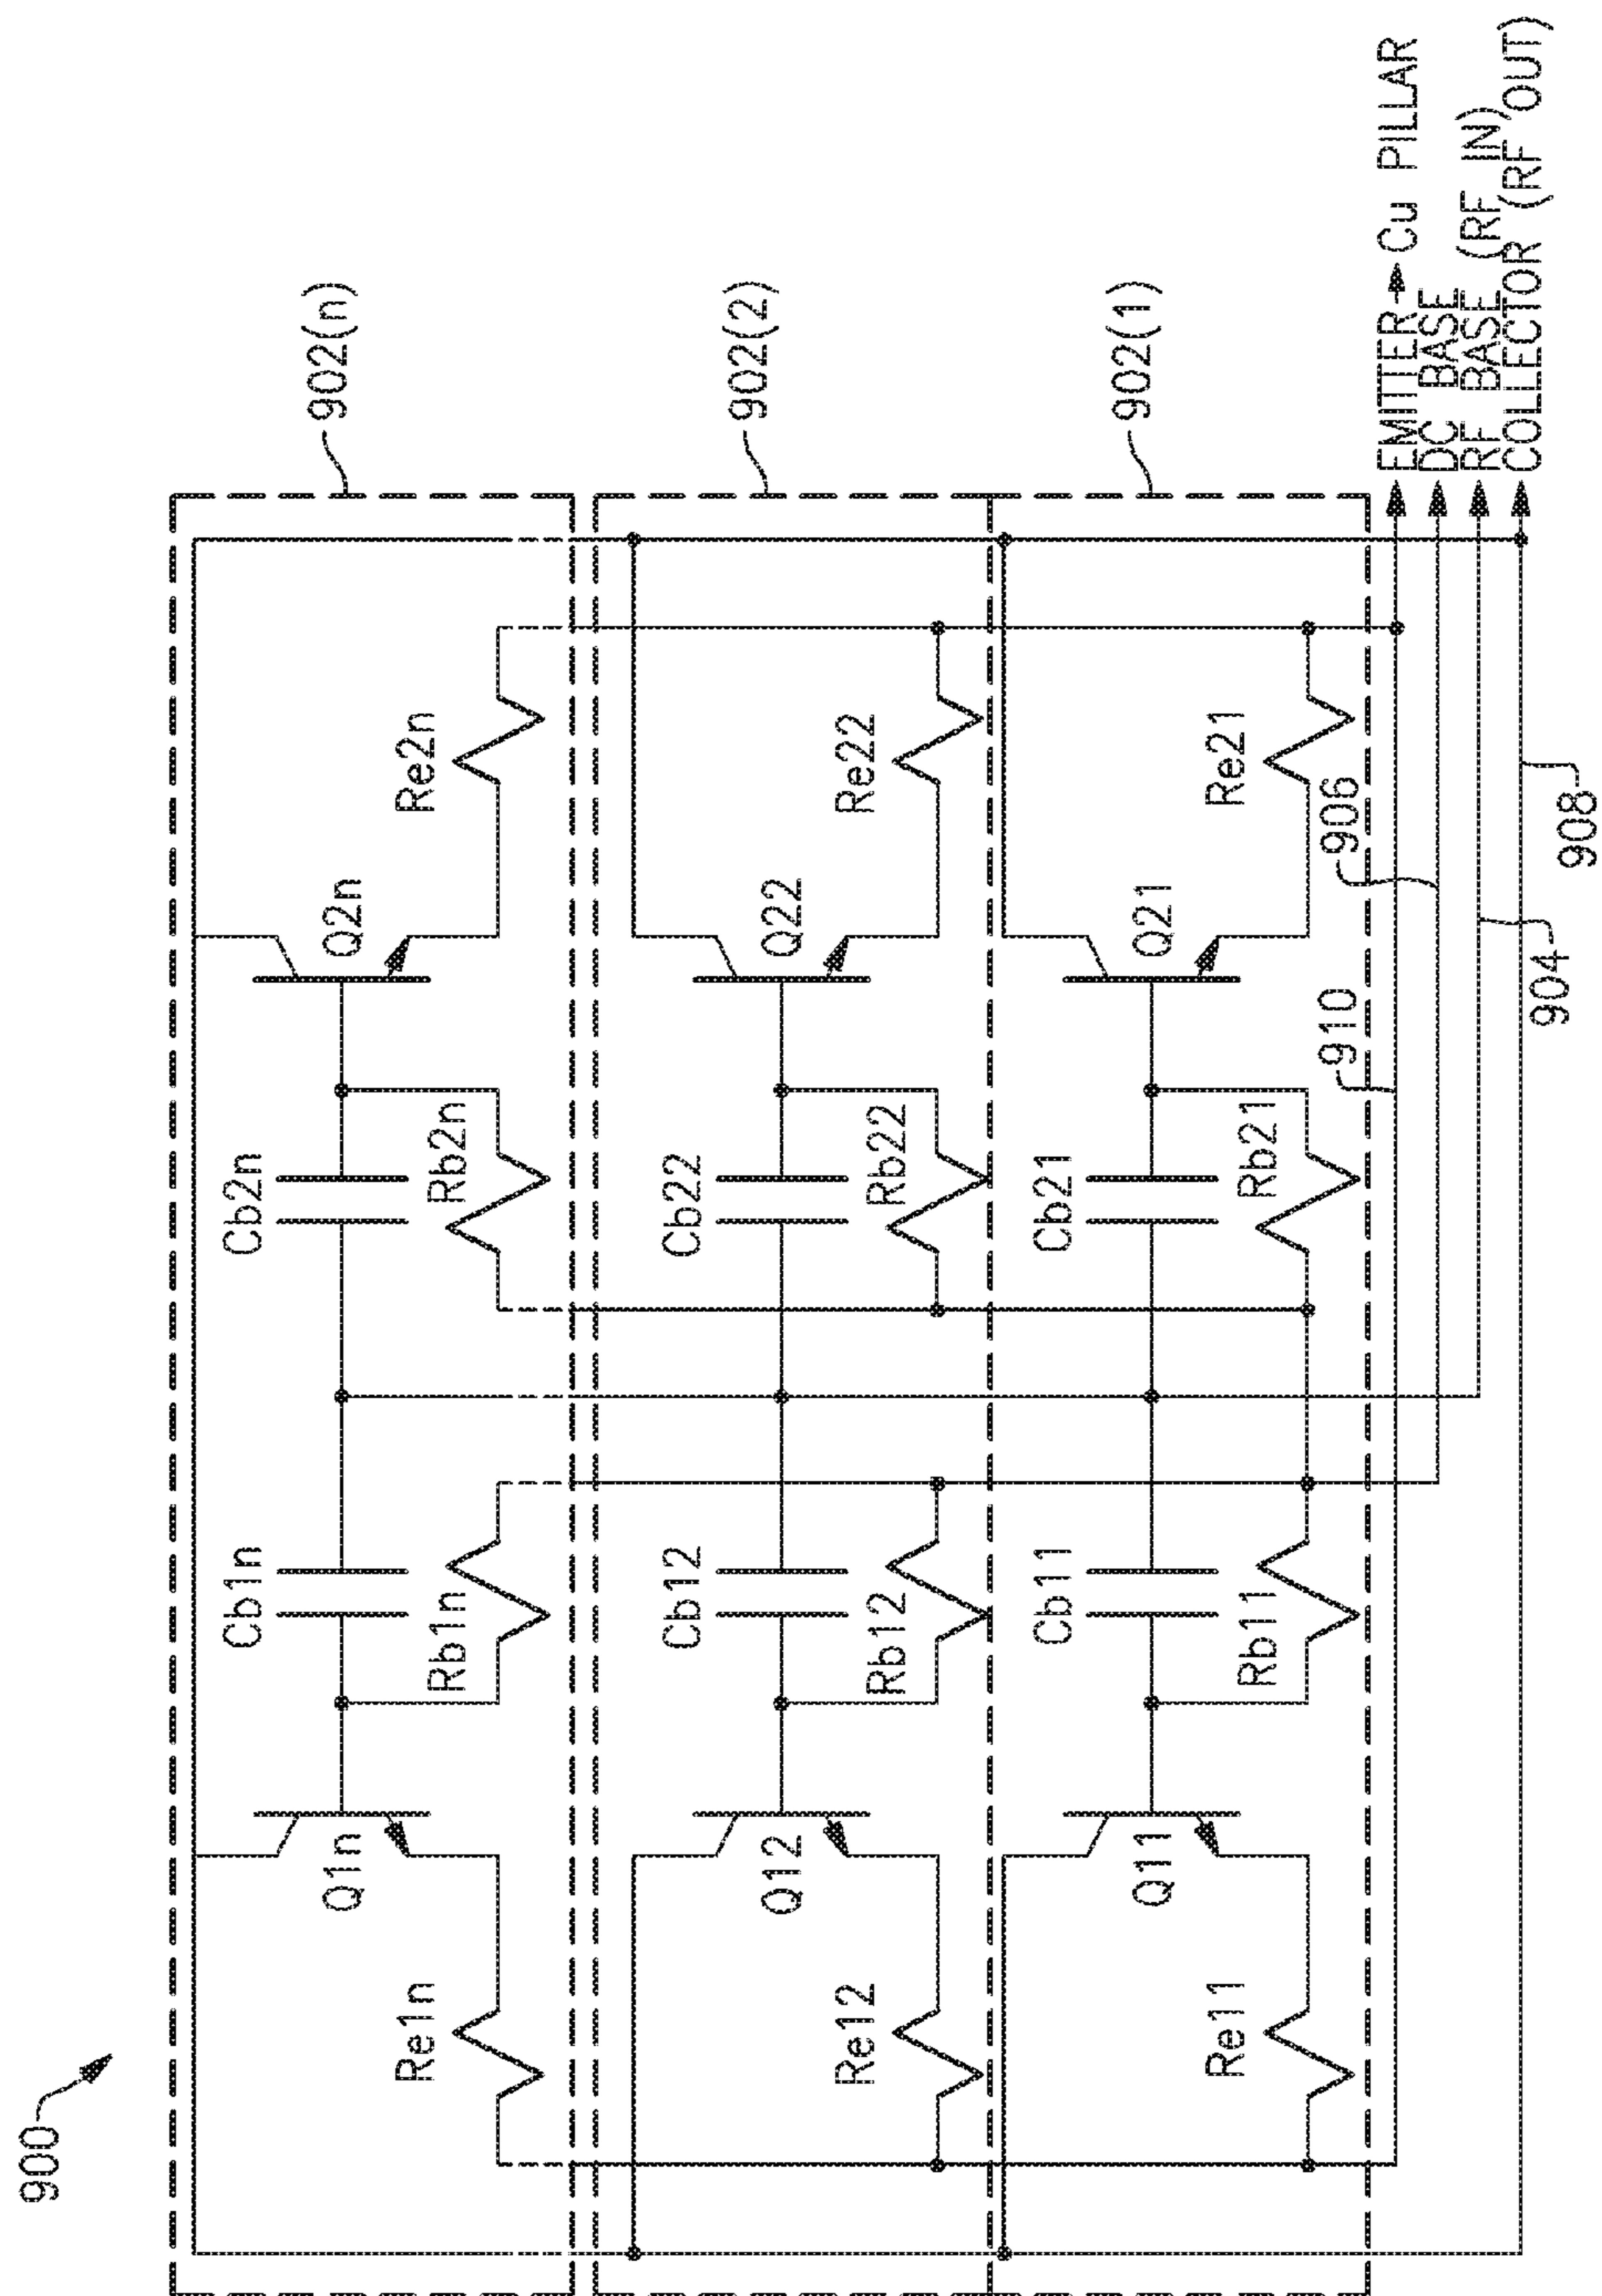 900
902(n)
Cb1n
Cb2n
Q1n
Q2n
Re1n
Rb1n
Rb2n
Re2n
902(2)
Cb12
Cb22
Q12
Q22
Re12
Rb12
Rb22
Re22
902(1)
Cb11
Cb21
Q11
Q21
Re11
Rb11
Rb21
Re21
910
906
EMITTER Cu PILLAR
DC BASE
RF BASE (RF IN)
COLLECTOR (RF OUT)
904
908